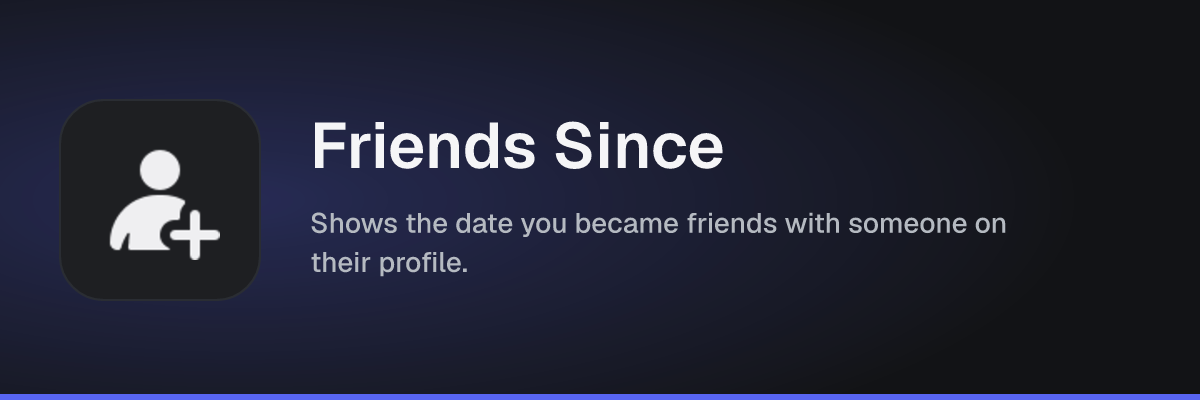 Friends Since
Shows the date you became friends with someone on
their profile.